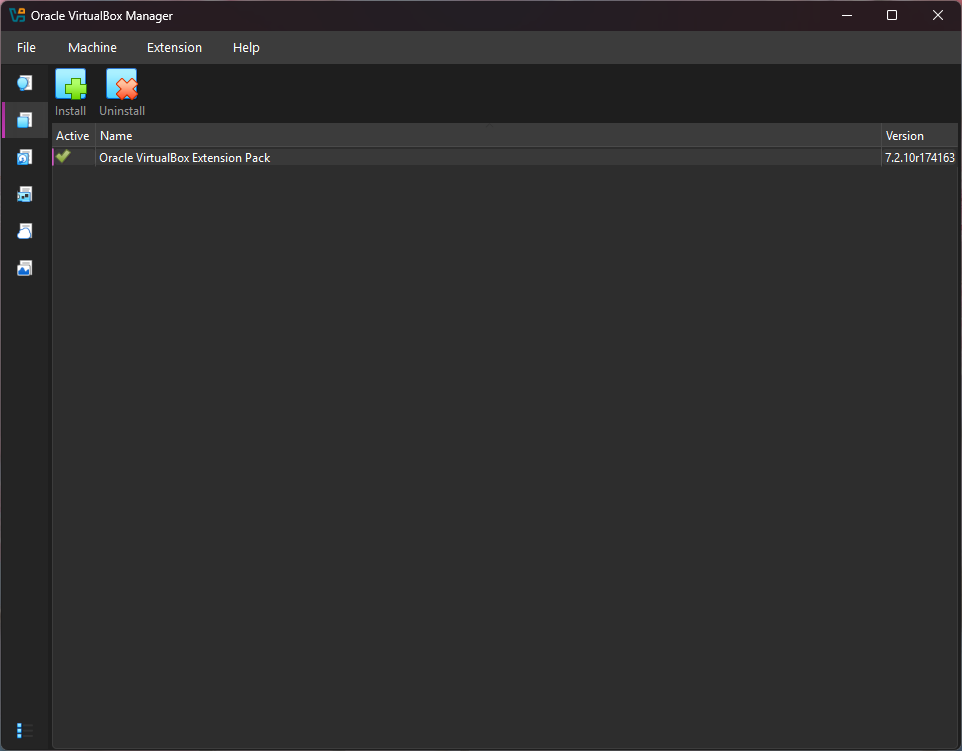 Oracle VirtualBox Manager
File Machine Extension Help
Install Uninstall
Active Name Version
Oracle VirtualBox Extension Pack 7.2.10r174163